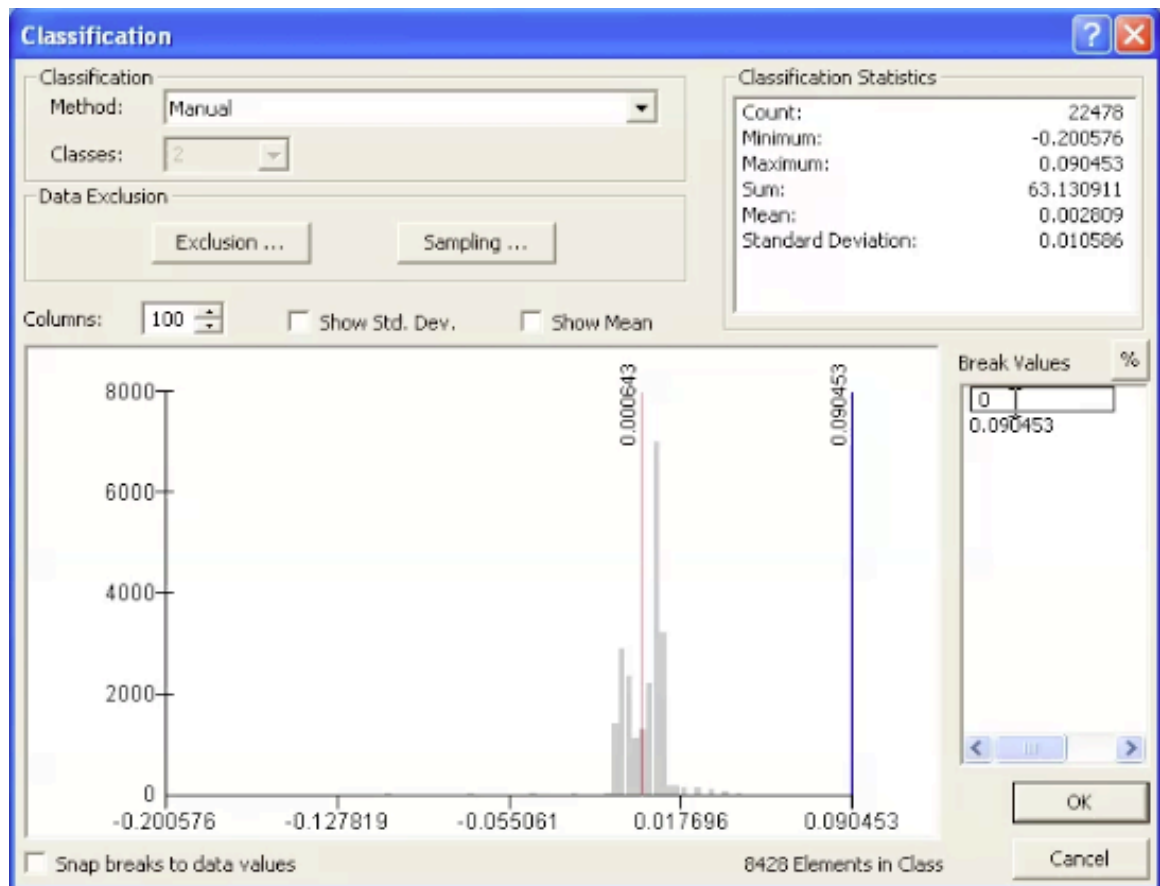 Classification
Classification
Method: Manual
Classes: 2
Data Exclusion
Exclusion ...
Sampling ...
Classification Statistics
Count: 22478
Minimum: -0.200576
Maximum: 0.090453
Sum: 63.130911
Mean: 0.002809
Standard Deviation: 0.010586
Columns: 100
Show Std. Dev.
Show Mean
Break Values
%
0
0.090453
0.000643
0.090453
8000
6000
4000
2000
0
-0.200576 -0.127819 -0.055061 0.017696 0.090453
OK
Snap breaks to data values
8428 Elements in Class
Cancel